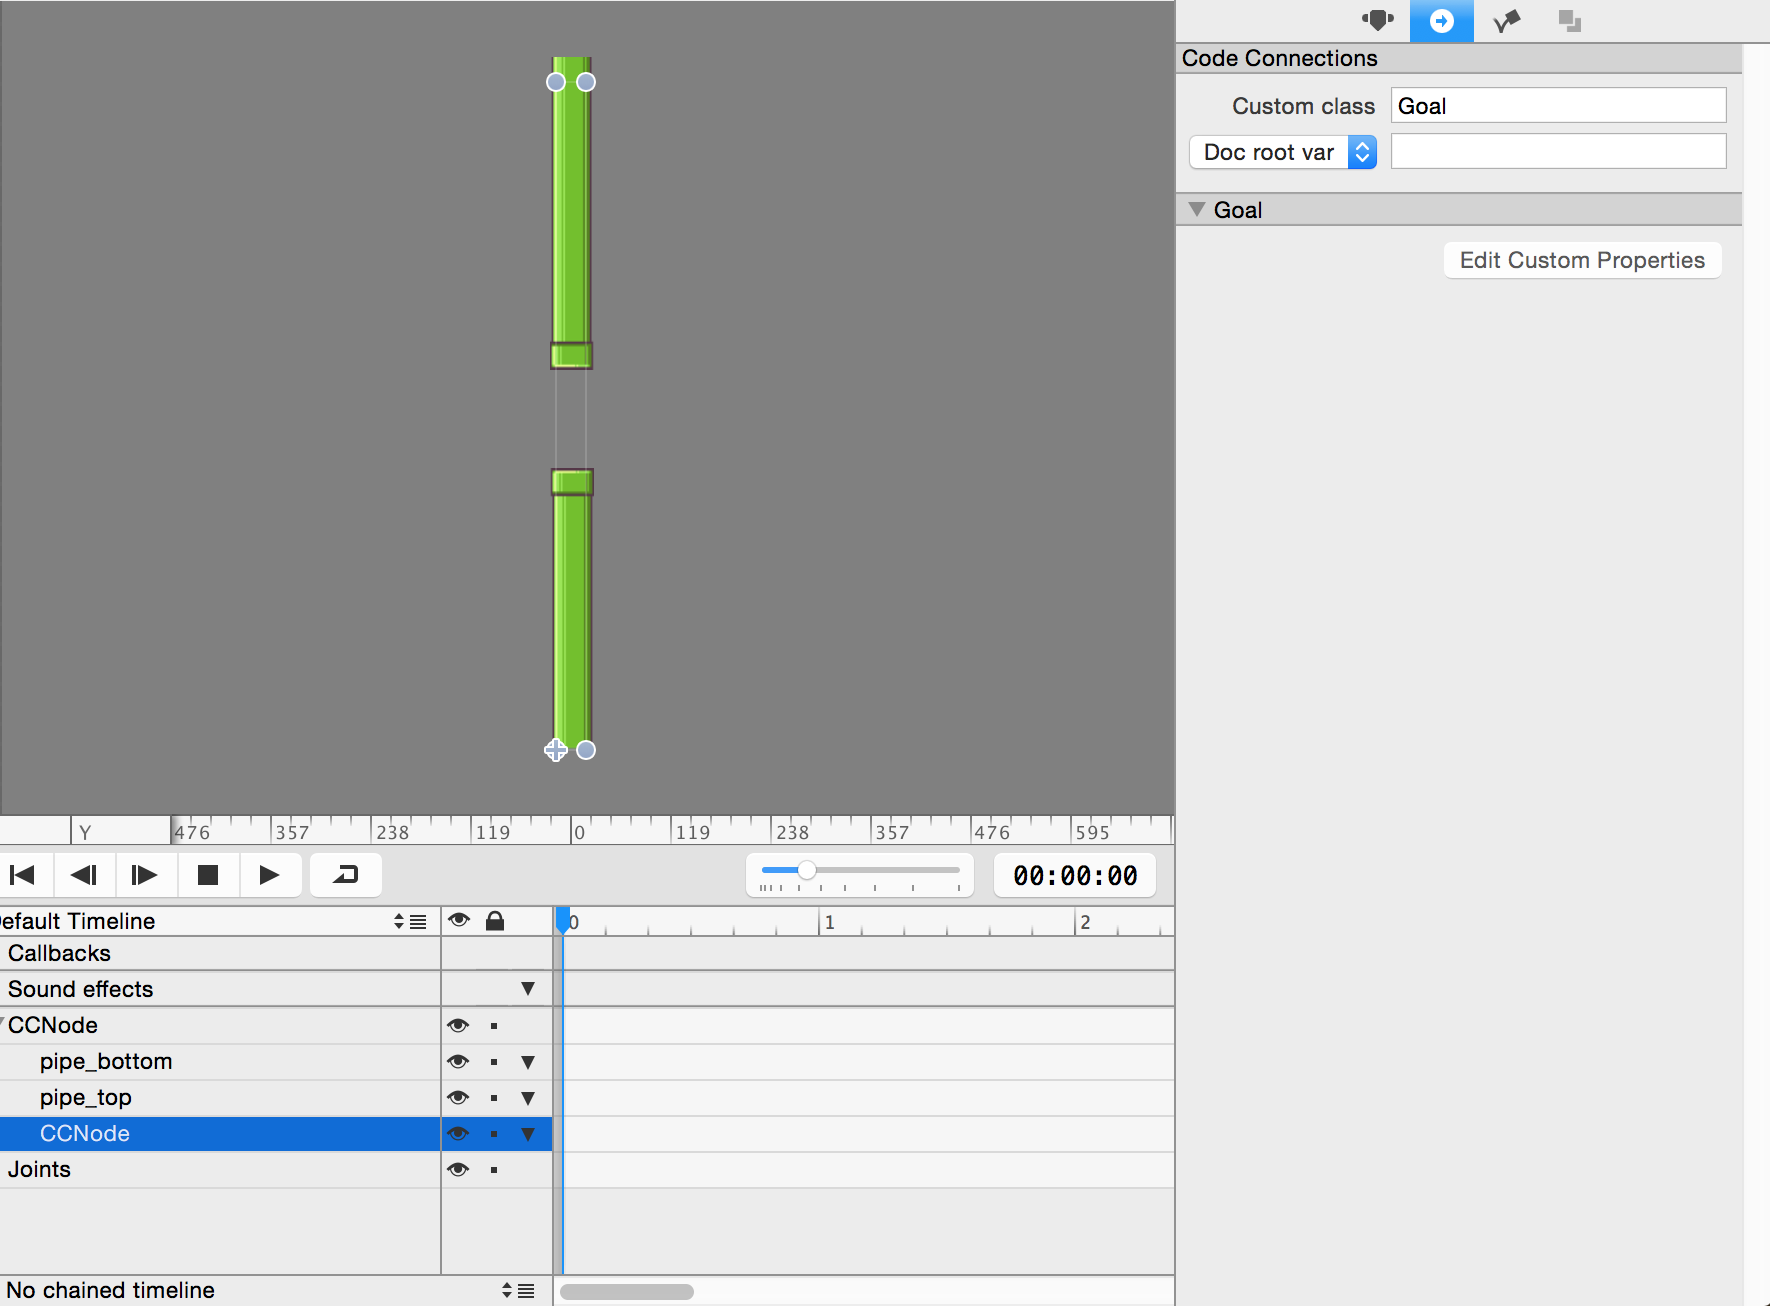 Code Connections
Custom class Goal
Doc root var
Goal
Edit Custom Properties
Y 476 357 238 119 0 119 238 357 476 595
00:00:00
efault Timeline 0 1 2
Callbacks
Sound effects
CCNode
pipe_bottom
pipe_top
CCNode
Joints
No chained timeline